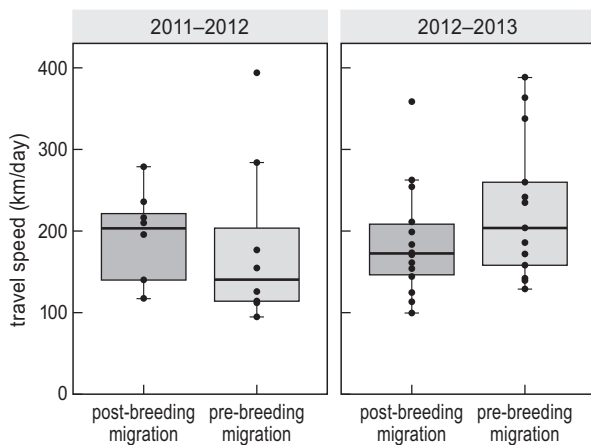 2011–2012
2012–2013
travel speed (km/day)
400
300
200
100
0
post-breeding
migration
pre-breeding
migration
post-breeding
migration
pre-breeding
migration